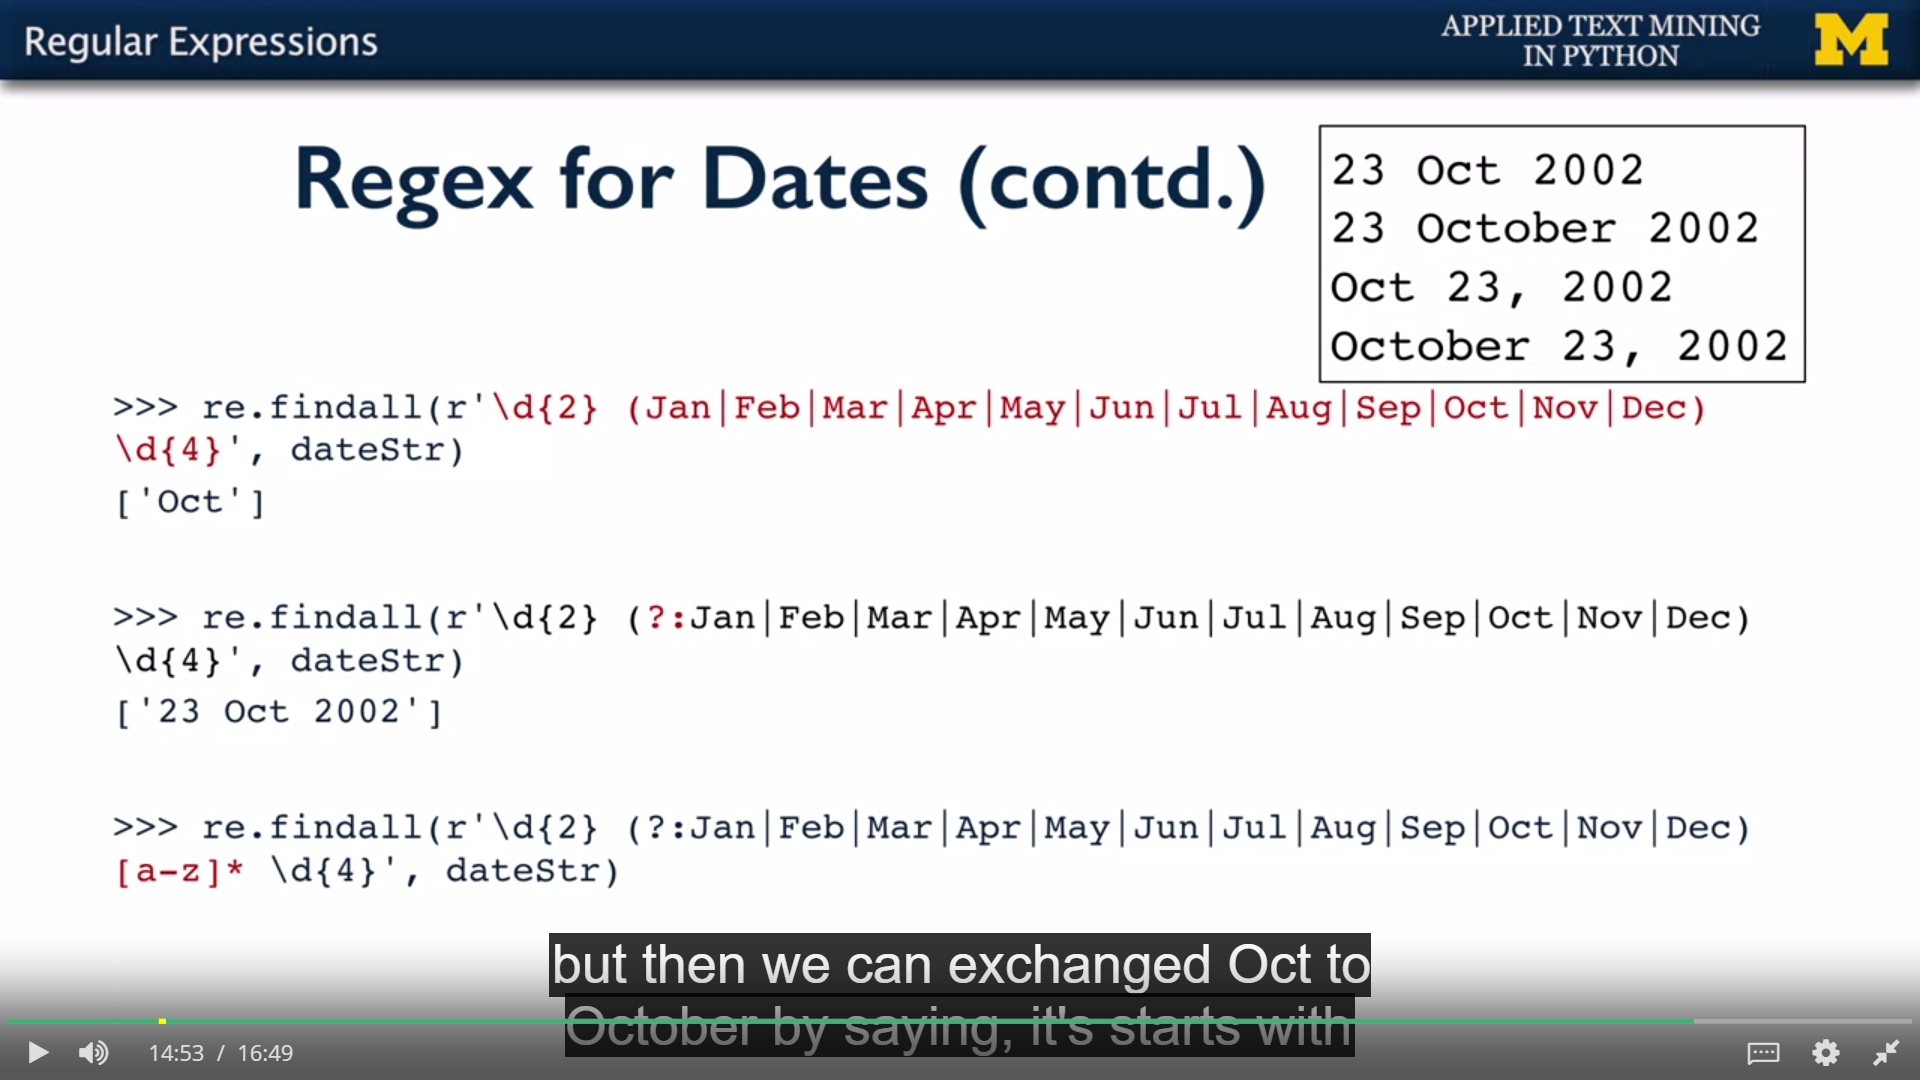 Regular Expressions
APPLIED TEXT MINING
IN PYTHON
M
Regex for Dates (contd.)
23 Oct 2002
23 October 2002
Oct 23, 2002
October 23, 2002
>>> re.findall(r'\d{2} (Jan|Feb|Mar|Apr|May|Jun|Jul|Aug|Sep|Oct|Nov|Dec)
\d{4}', dateStr)
['Oct']
>>> re.findall(r'\d{2} (?:Jan|Feb|Mar|Apr|May|Jun|Jul|Aug|Sep|Oct|Nov|Dec)
\d{4}', dateStr)
['23 Oct 2002']
>>> re.findall(r'\d{2} (?:Jan|Feb|Mar|Apr|May|Jun|Jul|Aug|Sep|Oct|Nov|Dec)
[a-z]* \d{4}', dateStr)
but then we can exchanged Oct to
October by saying, it's starts with
14:53 / 16:49